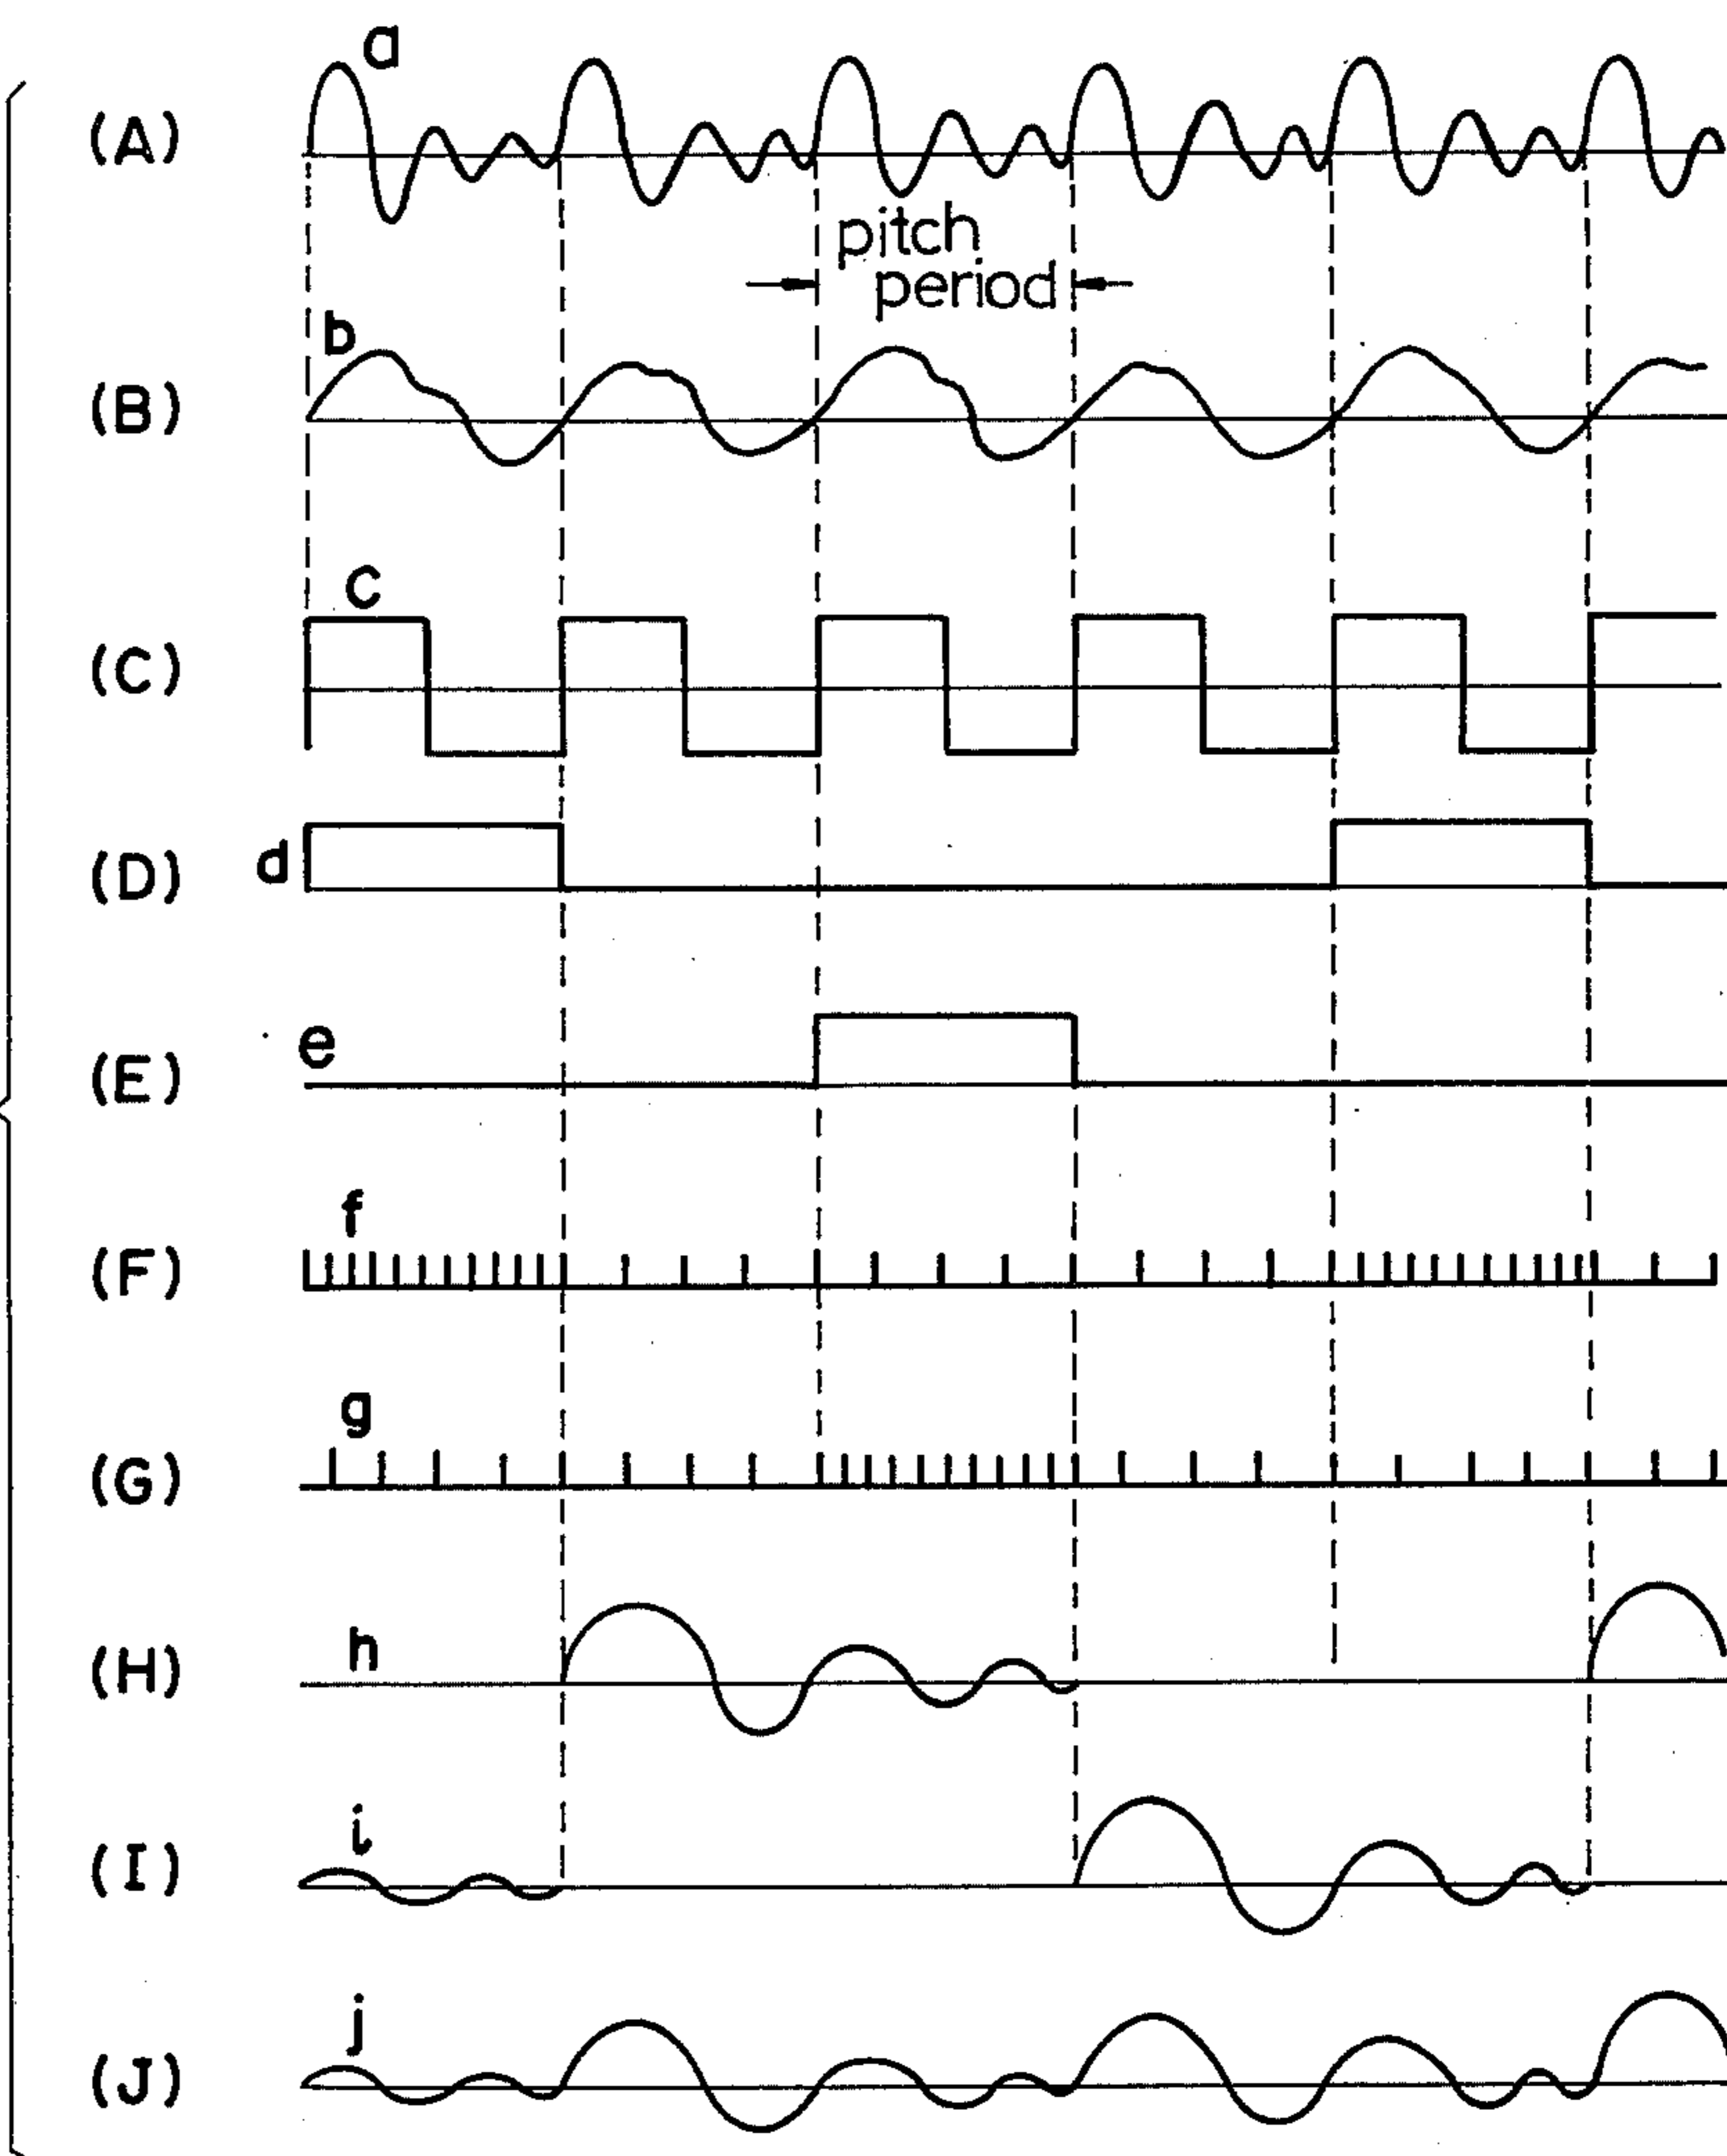 a
(A)
pitch
period
b
(B)
c
(C)
d
(D)
e
(E)
f
(F)
g
(G)
h
(H)
i
(I)
j
(J)